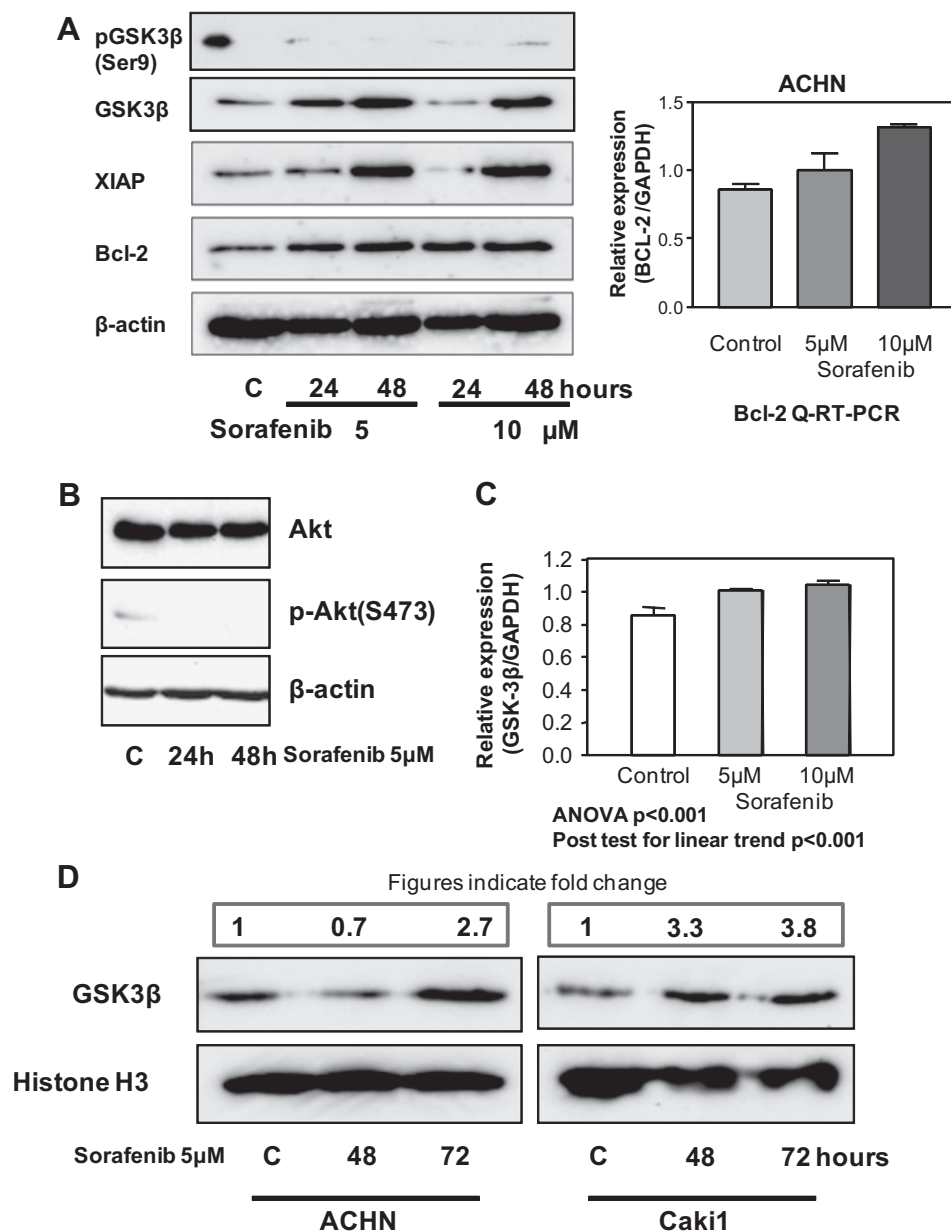 A
pGSK3β
(Ser9)
GSK3β
XIAP
Bcl-2
β-actin
C 24 48 24 48 hours
Sorafenib 5 10 µM
ACHN
Relative expression
(BCL-2 /GAPDH)
1.5
1.0
0.5
0.0
Control 5µM 10µM
Sorafenib
Bcl-2 Q-RT-PCR
B
Akt
p-Akt(S473)
β-actin
C 24h 48h Sorafenib 5µM
C
Relative expression
(GSK-3β/GAPDH)
1.2
1.0
0.8
0.6
0.4
0.2
0.0
Control 5µM 10µM
Sorafenib
ANOVA p<0.001
Post test for linear trend p<0.001
D
Figures indicate fold change
1 0.7 2.7 1 3.3 3.8
GSK3β
Histone H3
Sorafenib 5µM C 48 72 C 48 72 hours
ACHN Caki1